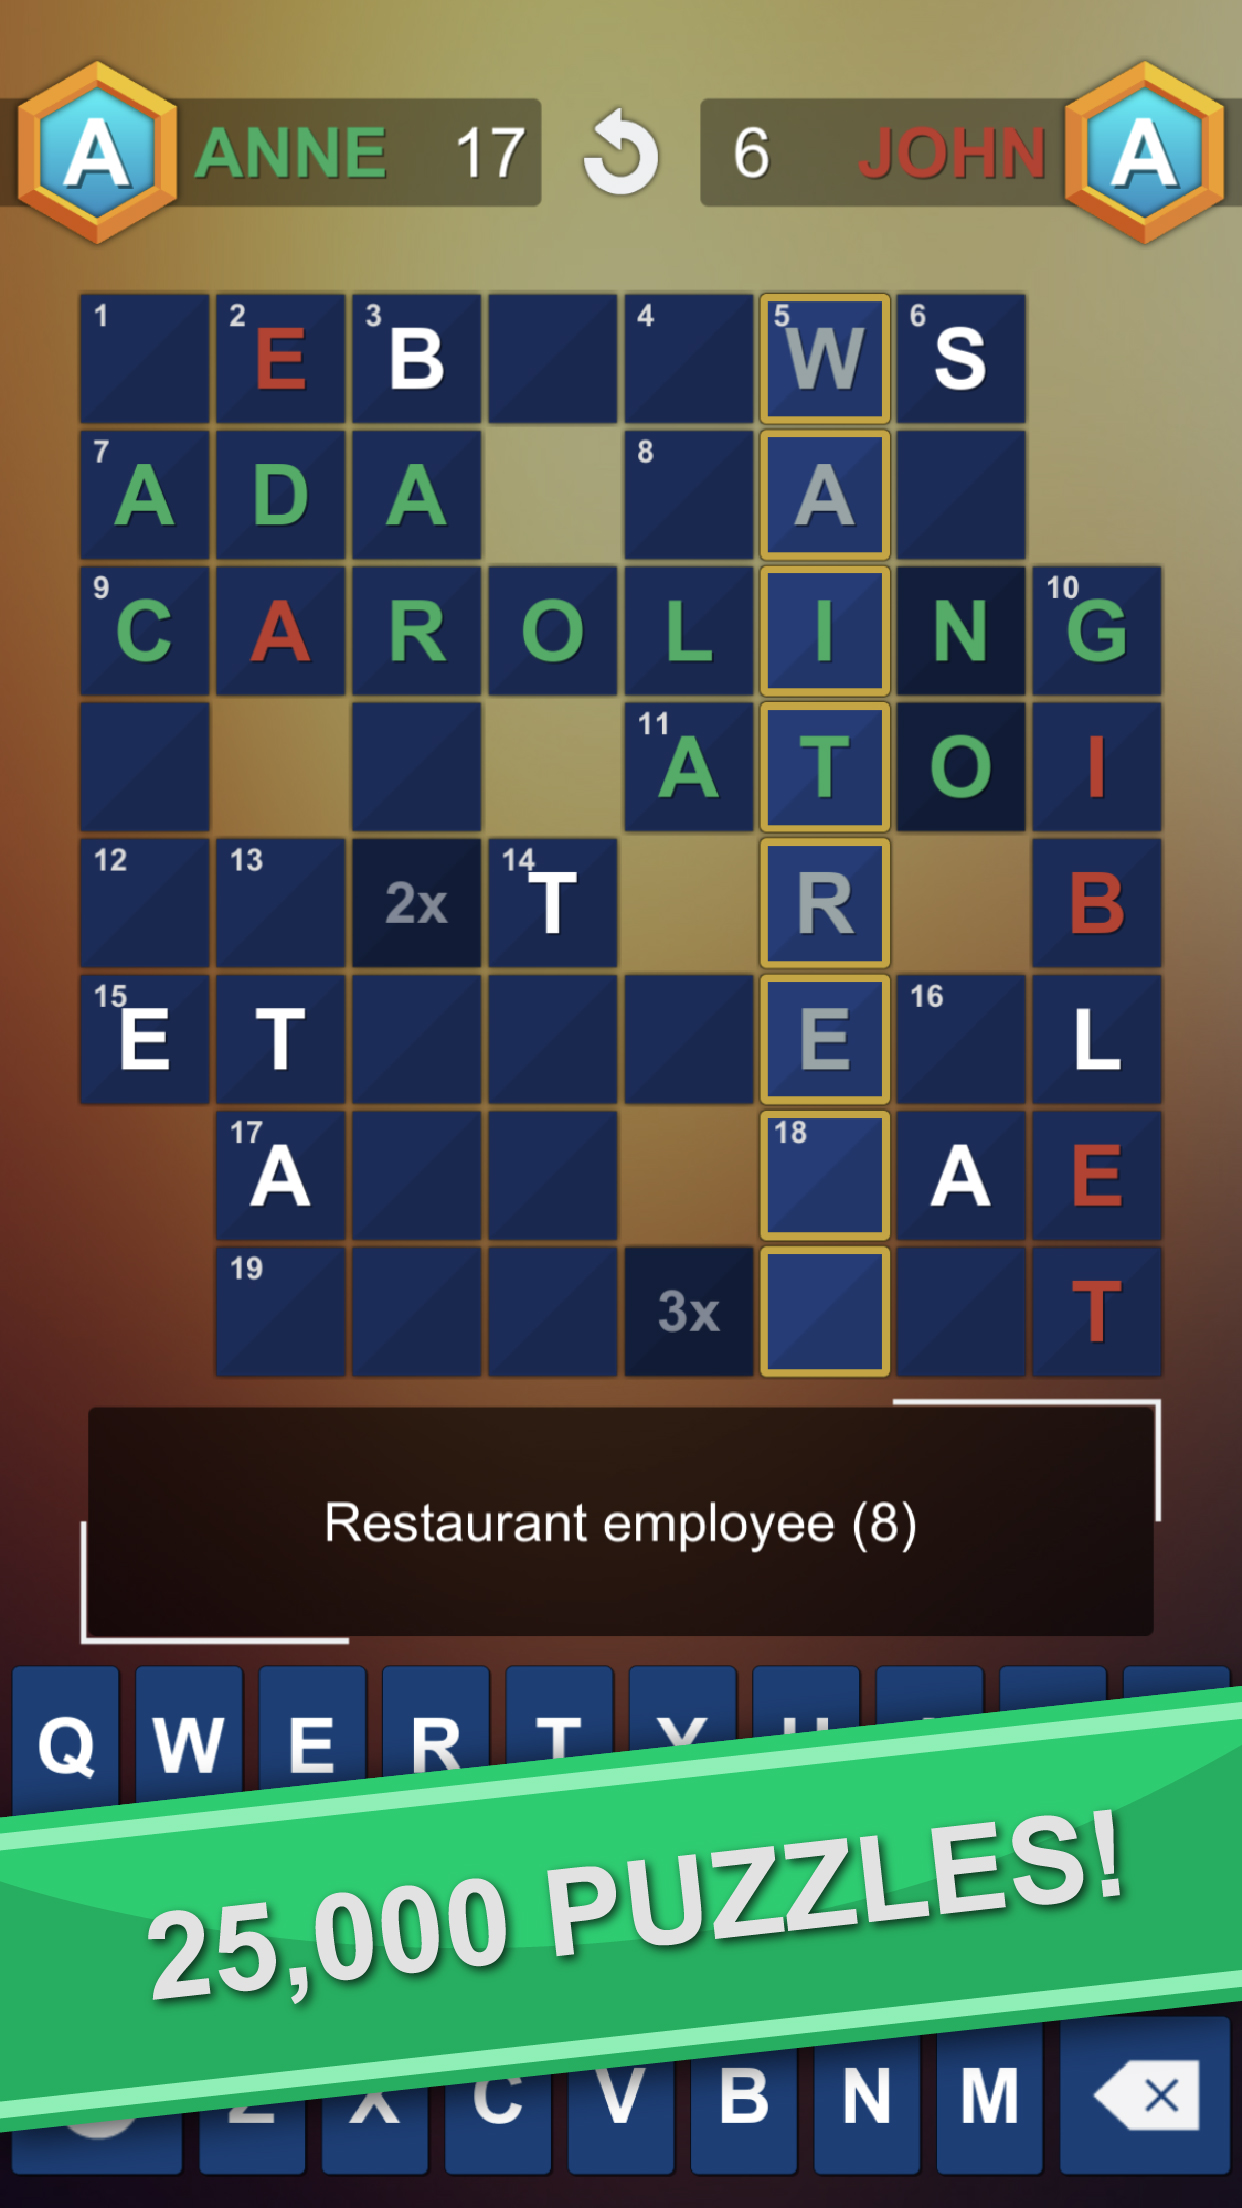 A ANNE 17 6 JOHN A
1 2 E 3 B 4 5 W 6 S
7 A D A 8 A
9 C A R O L I N 10 G
11 A T O I
12 13 2x 14 T R B
15 E T E 16 L
17 A 18 A E
19 3x T
Restaurant employee (8)
Q W E R T Y U
25,000 PUZZLES!
Z X C V B N M